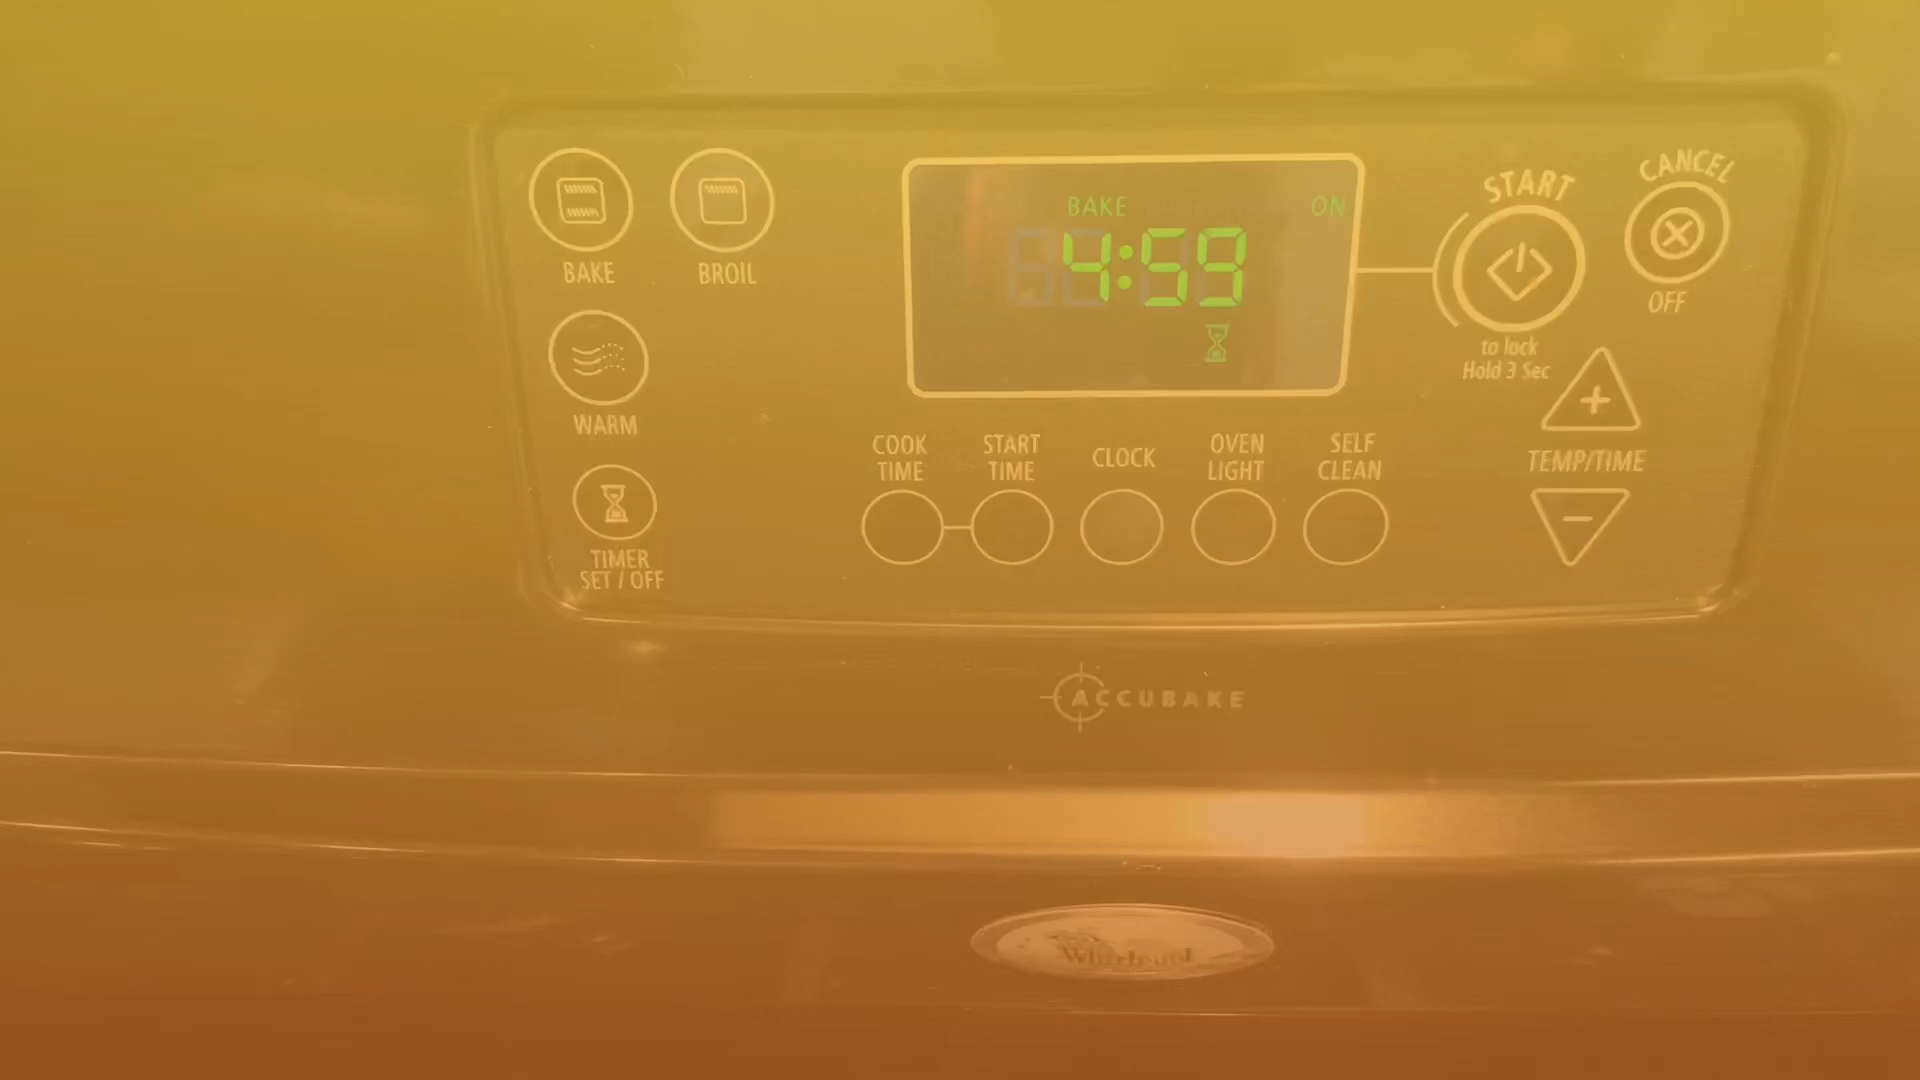 BAKE
BROIL
BAKE
ON
4:59
START
CANCEL
OFF
to lock
Hold 3 Sec
WARM
TEMP/TIME
COOK
TIME
START
TIME
CLOCK
OVEN
LIGHT
SELF
CLEAN
TIMER
SET / OFF
ACCUBAKE
Whirlpool